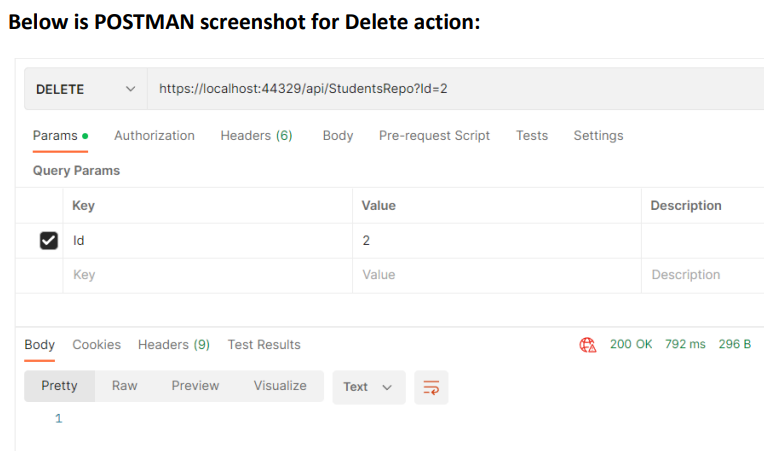 Below is POSTMAN screenshot for Delete action:
DELETE https://localhost:44329/api/StudentsRepo?Id=2
Params Authorization Headers (6) Body Pre-request Script Tests Settings
Query Params
Key Value Description
Id 2
Key Value Description
Body Cookies Headers (9) Test Results 200 OK 792 ms 296 B
Pretty Raw Preview Visualize Text
1